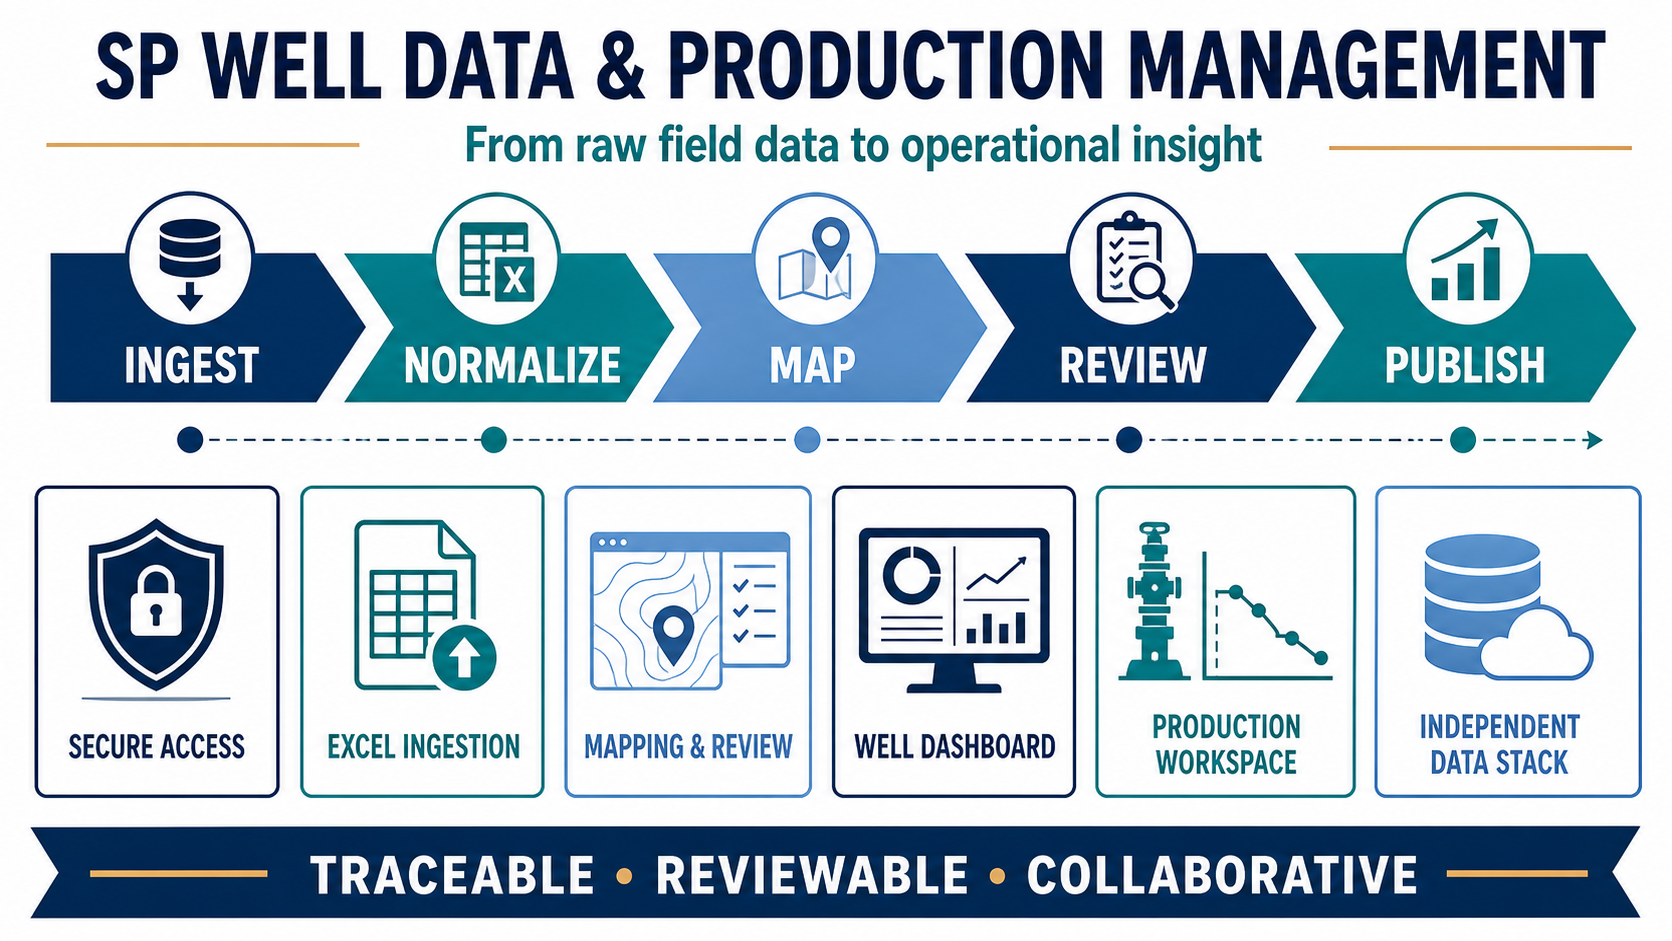 SP WELL DATA & PRODUCTION MANAGEMENT
From raw field data to operational insight
INGEST
NORMALIZE
MAP
REVIEW
PUBLISH
X
SECURE ACCESS
EXCEL INGESTION
MAPPING & REVIEW
WELL DASHBOARD
PRODUCTION
WORKSPACE
INDEPENDENT
DATA STACK
TRACEABLE • REVIEWABLE • COLLABORATIVE